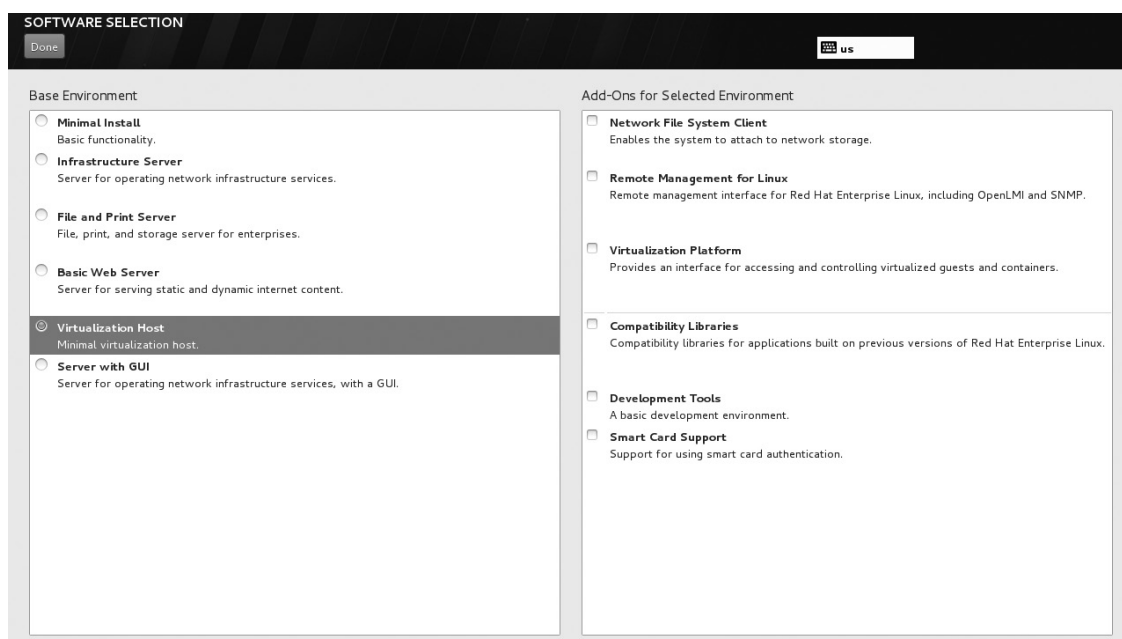 SOFTWARE SELECTION
Done
us
Base Environment
Minimal Install
Basic functionality.
Infrastructure Server
Server for operating network infrastructure services.
File and Print Server
File, print, and storage server for enterprises.
Basic Web Server
Server for serving static and dynamic internet content.
Virtualization Host
Minimal virtualization host.
Server with GUI
Server for operating network infrastructure services, with a GUI.
Add-Ons for Selected Environment
Network File System Client
Enables the system to attach to network storage.
Remote Management for Linux
Remote management interface for Red Hat Enterprise Linux, including OpenLMI and SNMP.
Virtualization Platform
Provides an interface for accessing and controlling virtualized guests and containers.
Compatibility Libraries
Compatibility libraries for applications built on previous versions of Red Hat Enterprise Linux.
Development Tools
A basic development environment.
Smart Card Support
Support for using smart card authentication.